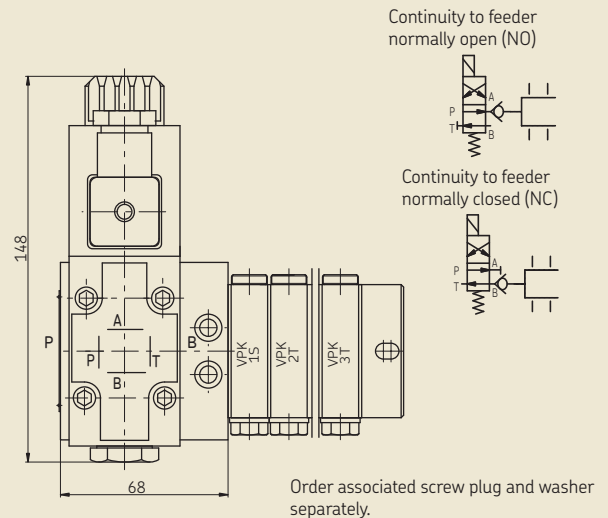 Continuity to feeder
normally open (NO)
A
P
T
B
Continuity to feeder
normally closed (NC)
A
P
T
B
148
A
P
P
T
B
B
VPK
1S
VPK
2T
VPK
3T
68
Order associated screw plug and washer
separately.